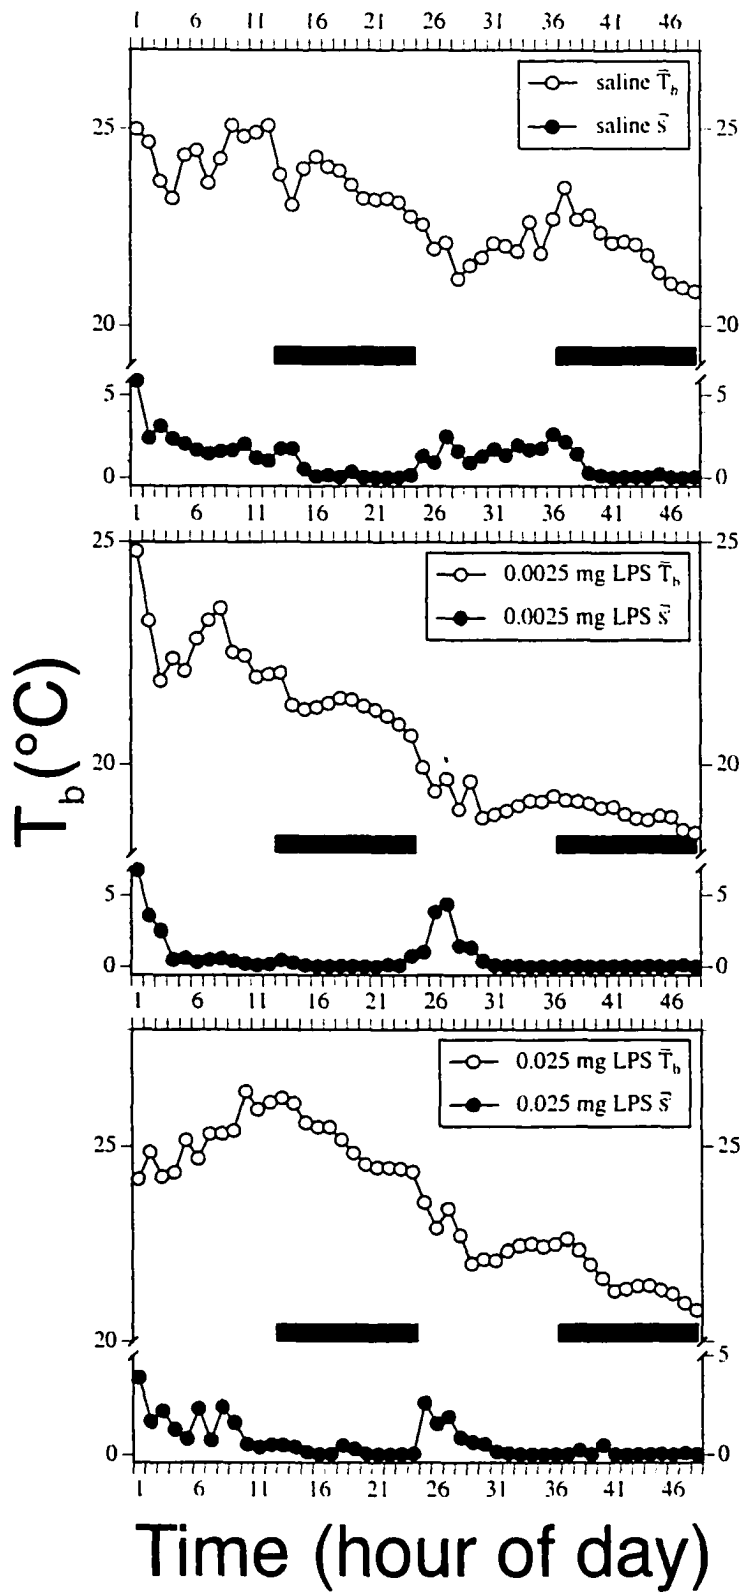 1 6 11 16 21 26 31 36 41 46
saline T̄b
saline s̄
25 25
20 20
5 5
0 0
1 6 11 16 21 26 31 36 41 46
25 25
0.0025 mg LPS T̄b
0.0025 mg LPS s̄
20 20
5 5
0 0
1 6 11 16 21 26 31 36 41 46
0.025 mg LPS T̄b
0.025 mg LPS s̄
25 25
20
5
0 0
1 6 11 16 21 26 31 36 41 46
Tb (°C)
Time (hour of day)